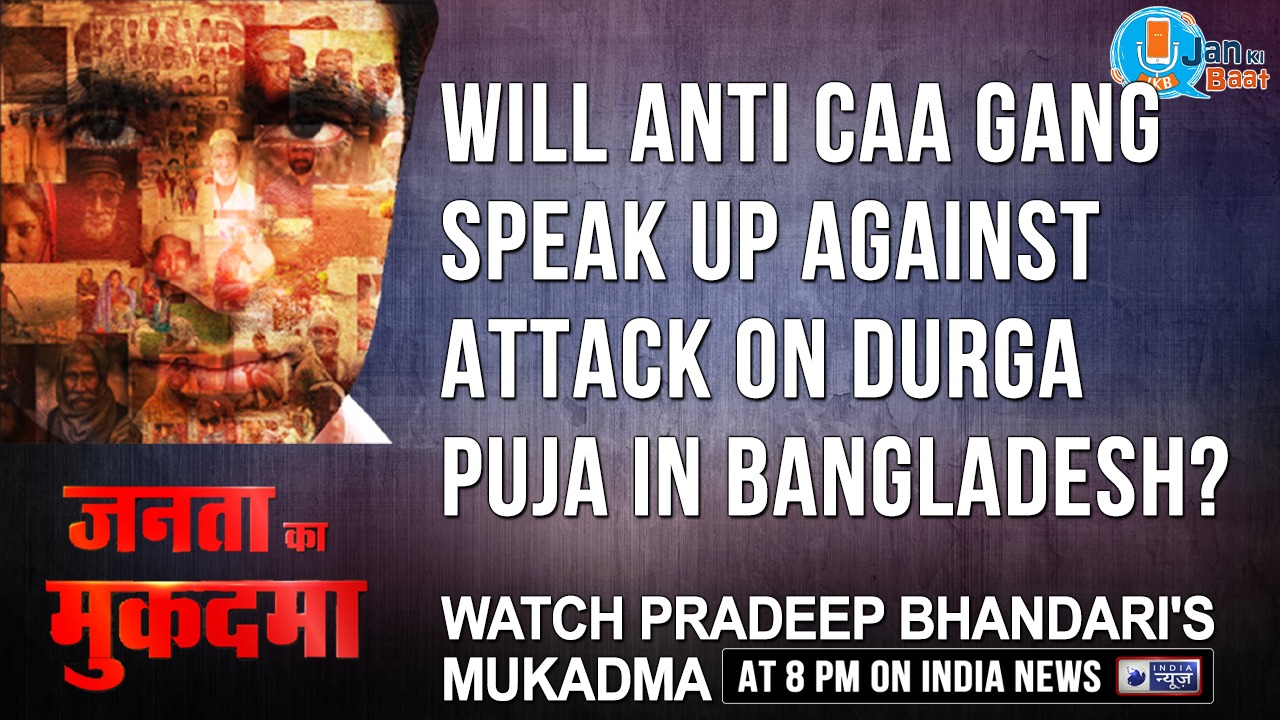 Jan Ki
Baat
JKB
WILL ANTI CAA GANG
SPEAK UP AGAINST
ATTACK ON DURGA
PUJA IN BANGLADESH?
जनता का
मुकदमा
WATCH PRADEEP BHANDARI'S
MUKADMA AT 8 PM ON INDIA NEWS
INDIA
न्यूज़